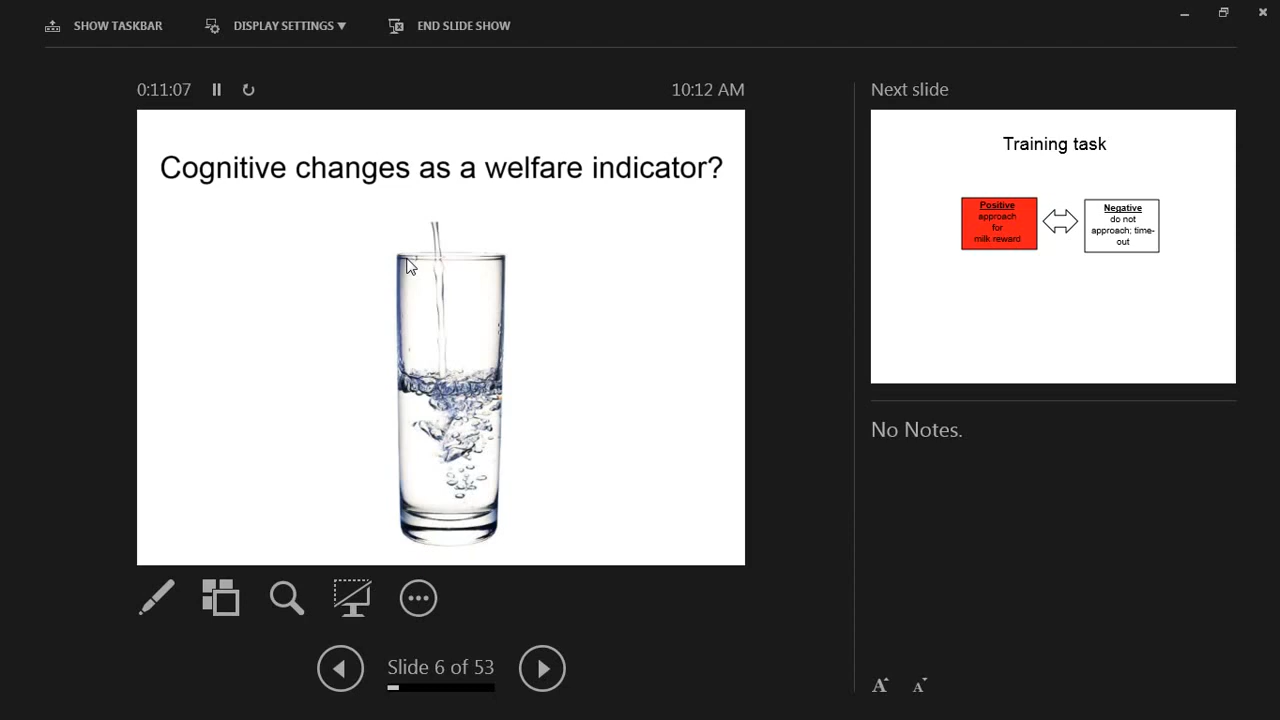 SHOW TASKBAR
DISPLAY SETTINGS ▼
END SLIDE SHOW
0:11:07
10:12 AM
Cognitive changes as a welfare indicator?
Slide 6 of 53
Next slide
Training task
Positive
approach
for
milk reward
Negative
do not
approach; time-
out
No Notes.
A A